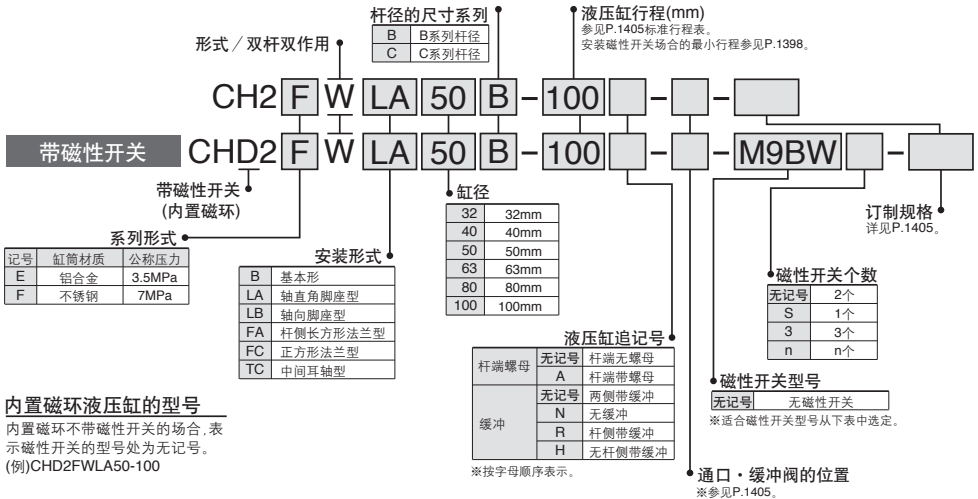 杆径的尺寸系列
B B系列杆径
C C系列杆径
液压缸行程(mm)
参见P.1405标准行程表。
安装磁性开关场合的最小行程参见P.1398。
形式／双杆双作用
CH2 F W LA 50 B － 100 － －
带磁性开关 CHD2 F W LA 50 B － 100 － － M9BW －
带磁性开关
(内置磁环)
系列形式
记号 缸筒材质 公称压力
E 铝合金 3.5MPa
F 不锈钢 7MPa
安装形式
B 基本形
LA 轴直角脚座型
LB 轴向脚座型
FA 杆侧长方形法兰型
FC 正方形法兰型
TC 中间耳轴型
缸径
32 32mm
40 40mm
50 50mm
63 63mm
80 80mm
100 100mm
液压缸追记号
杆端螺母 无记号 杆端无螺母
A 杆端带螺母
缓冲 无记号 两侧带缓冲
N 无缓冲
R 杆侧带缓冲
H 无杆侧带缓冲
※按字母顺序表示。
订制规格
详见P.1405。
磁性开关个数
无记号 2个
S 1个
3 3个
n n个
磁性开关型号
无记号 无磁性开关
※适合磁性开关型号从下表中选定。
通口・缓冲阀的位置
※参见P.1405。
内置磁环液压缸的型号
内置磁环不带磁性开关的场合,表
示磁性开关的型号处为无记号。
(例)CHD2FWLA50-100